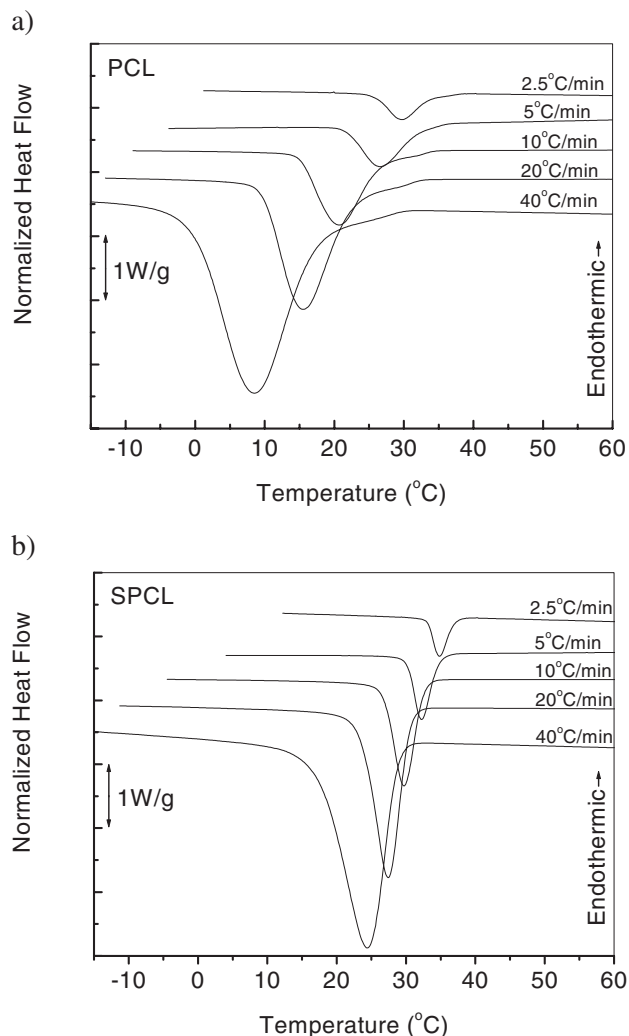 a)
PCL
2.5°C/min
5°C/min
10°C/min
20°C/min
40°C/min
1W/g
Normalized Heat Flow
Endothermic→
-10 0 10 20 30 40 50 60
Temperature (°C)
b)
SPCL
2.5°C/min
5°C/min
10°C/min
20°C/min
40°C/min
1W/g
Normalized Heat Flow
Endothermic→
-10 0 10 20 30 40 50 60
Temperature (°C)